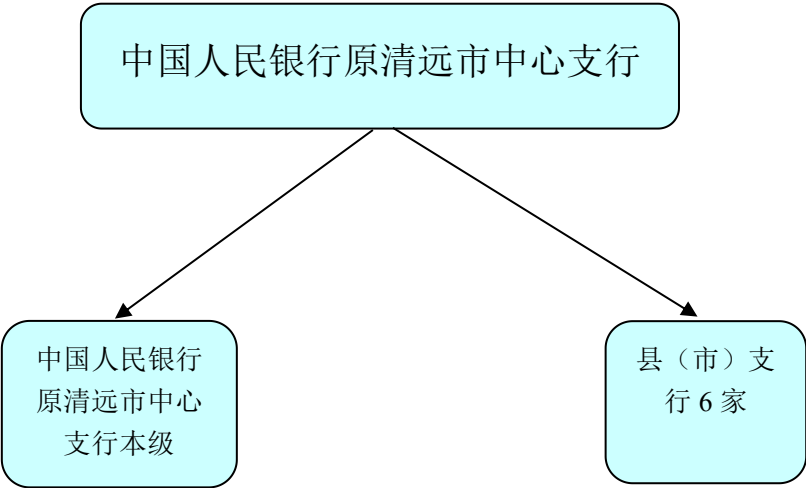 中国人民银行原清远市中心支行
中国人民银行
原清远市中心
支行本级
县（市）支
行 6 家